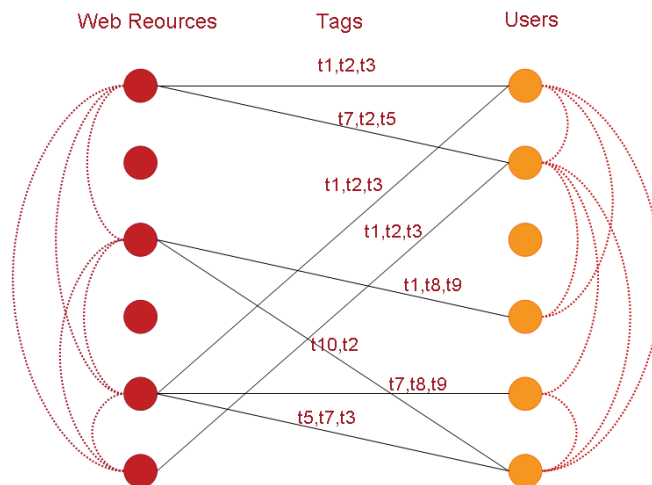 Web Reources
Tags
Users
t1,t2,t3
t7,t2,t5
t1,t2,t3
t1,t2,t3
t1,t8,t9
t10,t2
t7,t8,t9
t5,t7,t3